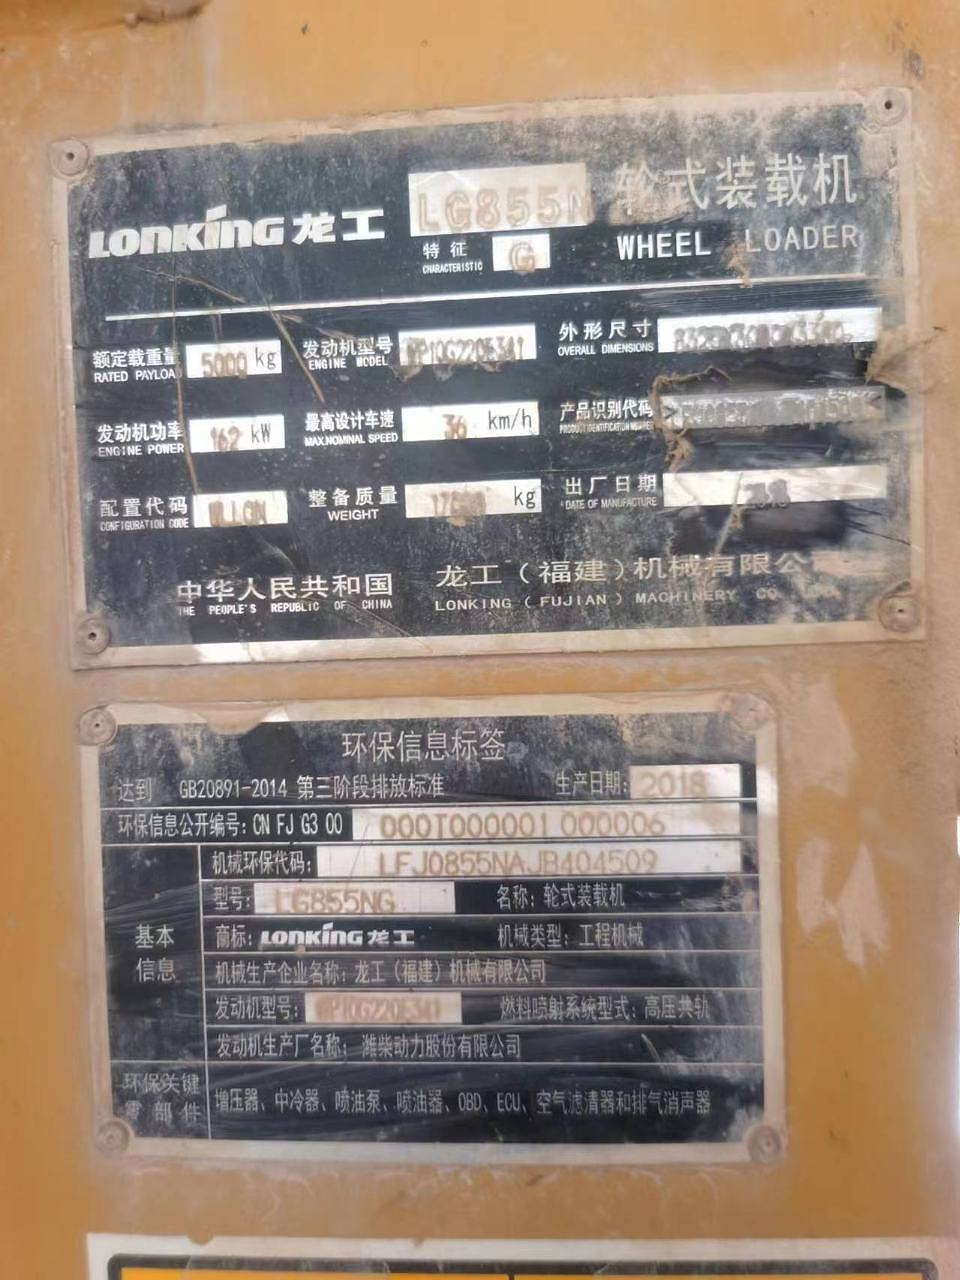 LONKING 龙工 LG855N 轮式装载机
特征 G WHEEL LOADER
CHARACTERISTIC
额定载重量 5000 kg 发动机型号 外形尺寸
RATED PAYLOAD ENGINE MODEL OVERALL DIMENSIONS
发动机功率 162 kW 最高设计车速 36 km/h 产品识别代码
ENGINE POWER MAX.NOMINAL SPEED PRODUCT IDENTIFICATION NUMBER
配置代码 整备质量 kg 出厂日期
CONFIGURATION CODE WEIGHT DATE OF MANUFACTURE
中华人民共和国 龙工（福建）机械有限公
THE PEOPLE'S REPUBLIC OF CHINA LONKING (FUJIAN) MACHINERY CO
环保信息标签
达到 GB20891-2014 第三阶段排放标准 生产日期: 2018
环保信息公开编号: CN FJ G3 00 000T000001 000006
机械环保代码: LFJ0855NAJB404509
型号: LG855NG 名称: 轮式装载机
基本信息 商标: LONKING 龙工 机械类型: 工程机械
机械生产企业名称: 龙工（福建）机械有限公司
发动机型号: 燃料喷射系统型式: 高压共轨
发动机生产厂名称: 潍柴动力股份有限公司
环保关键零部件 增压器、中冷器、喷油泵、喷油器、OBD、ECU、空气滤清器和排气消声器